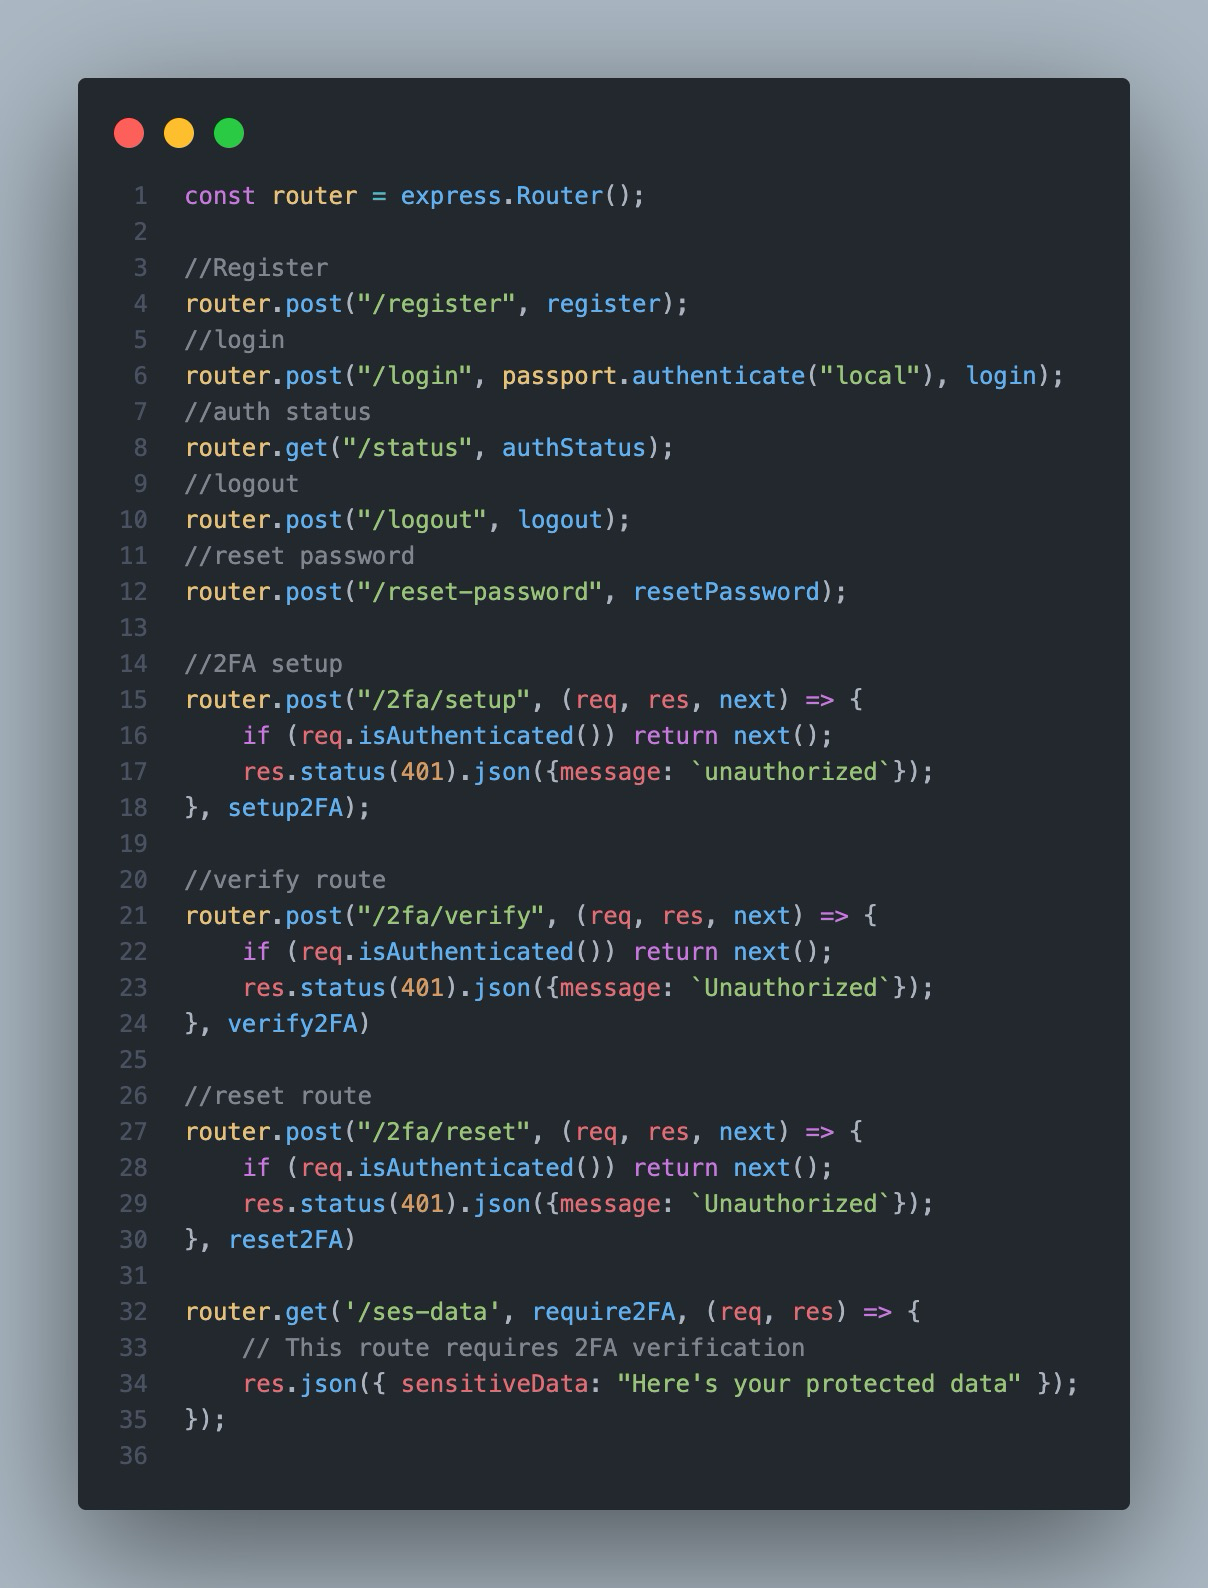 1 const router = express.Router();
2
3 //Register
4 router.post("/register", register);
5 //login
6 router.post("/login", passport.authenticate("local"), login);
7 //auth status
8 router.get("/status", authStatus);
9 //logout
10 router.post("/logout", logout);
11 //reset password
12 router.post("/reset-password", resetPassword);
13
14 //2FA setup
15 router.post("/2fa/setup", (req, res, next) => {
16     if (req.isAuthenticated()) return next();
17     res.status(401).json({message: `unauthorized`});
18 }, setup2FA);
19
20 //verify route
21 router.post("/2fa/verify", (req, res, next) => {
22     if (req.isAuthenticated()) return next();
23     res.status(401).json({message: `Unauthorized`});
24 }, verify2FA)
25
26 //reset route
27 router.post("/2fa/reset", (req, res, next) => {
28     if (req.isAuthenticated()) return next();
29     res.status(401).json({message: `Unauthorized`});
30 }, reset2FA)
31
32 router.get('/ses-data', require2FA, (req, res) => {
33     // This route requires 2FA verification
34     res.json({ sensitiveData: "Here's your protected data" });
35 });
36